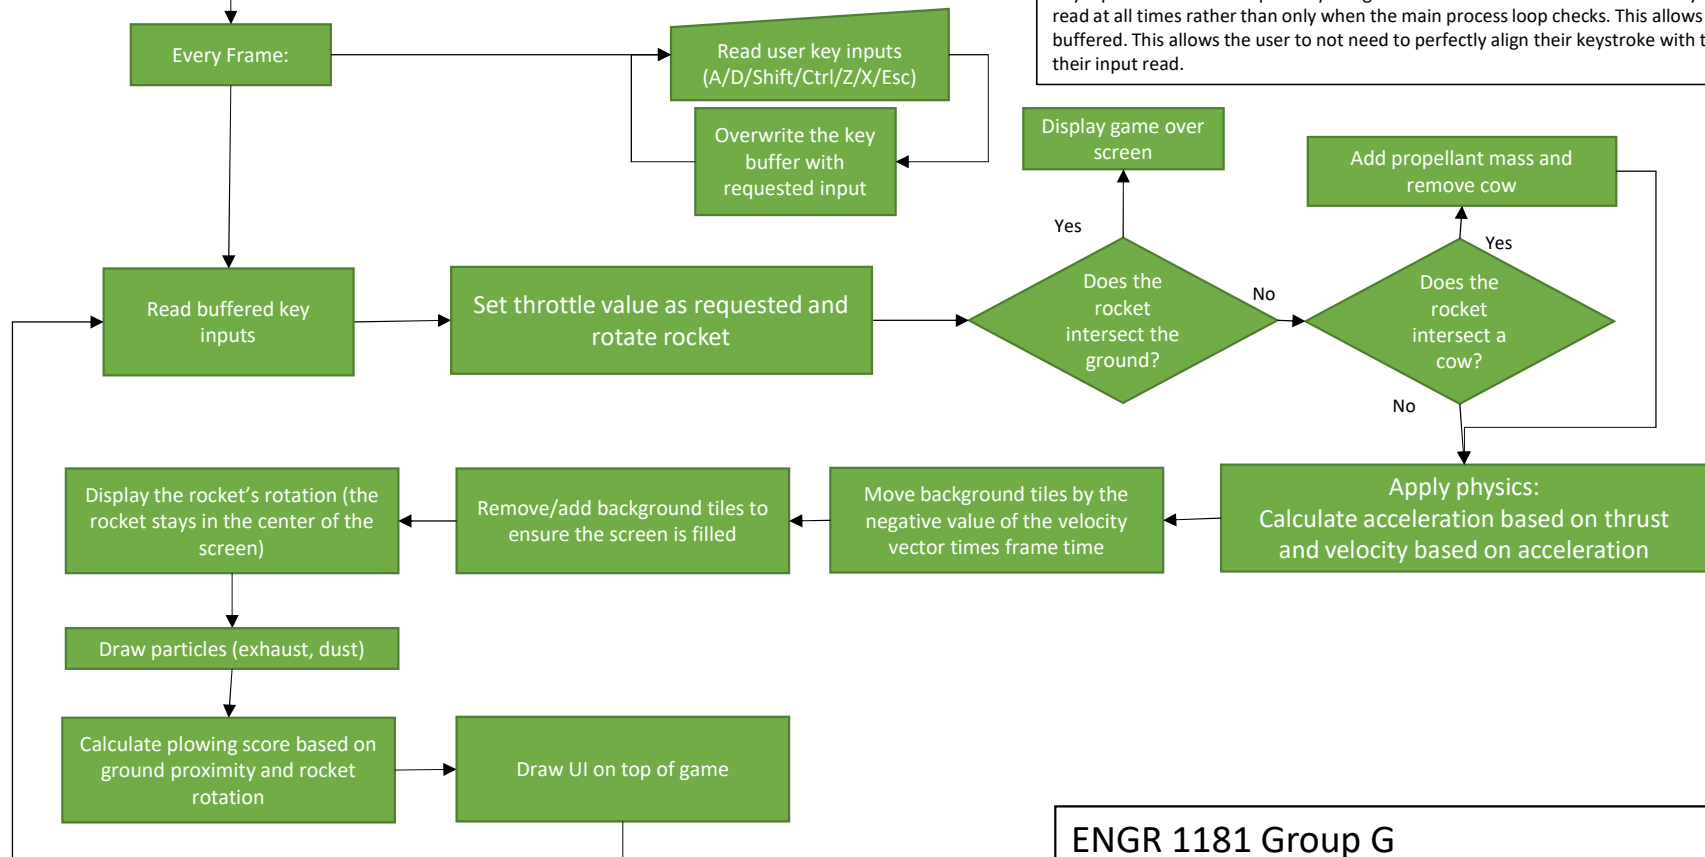 read at all times rather than only when the main process loop checks. This allows
buffered. This allows the user to not need to perfectly align their keystroke with
their input read.
Every Frame:
Read user key inputs
(A/D/Shift/Ctrl/Z/X/Esc)
Overwrite the key
buffer with
requested input
Display game over
screen
Add propellant mass and
remove cow
Yes
Yes
Read buffered key
inputs
Set throttle value as requested and
rotate rocket
Does the
rocket
intersect the
ground?
No
Does the
rocket
intersect a
cow?
No
Apply physics:
Calculate acceleration based on thrust
and velocity based on acceleration
Move background tiles by the
negative value of the velocity
vector times frame time
Remove/add background tiles to
ensure the screen is filled
Display the rocket’s rotation (the
rocket stays in the center of the
screen)
Draw particles (exhaust, dust)
Calculate plowing score based on
ground proximity and rocket
rotation
Draw UI on top of game
ENGR 1181 Group G